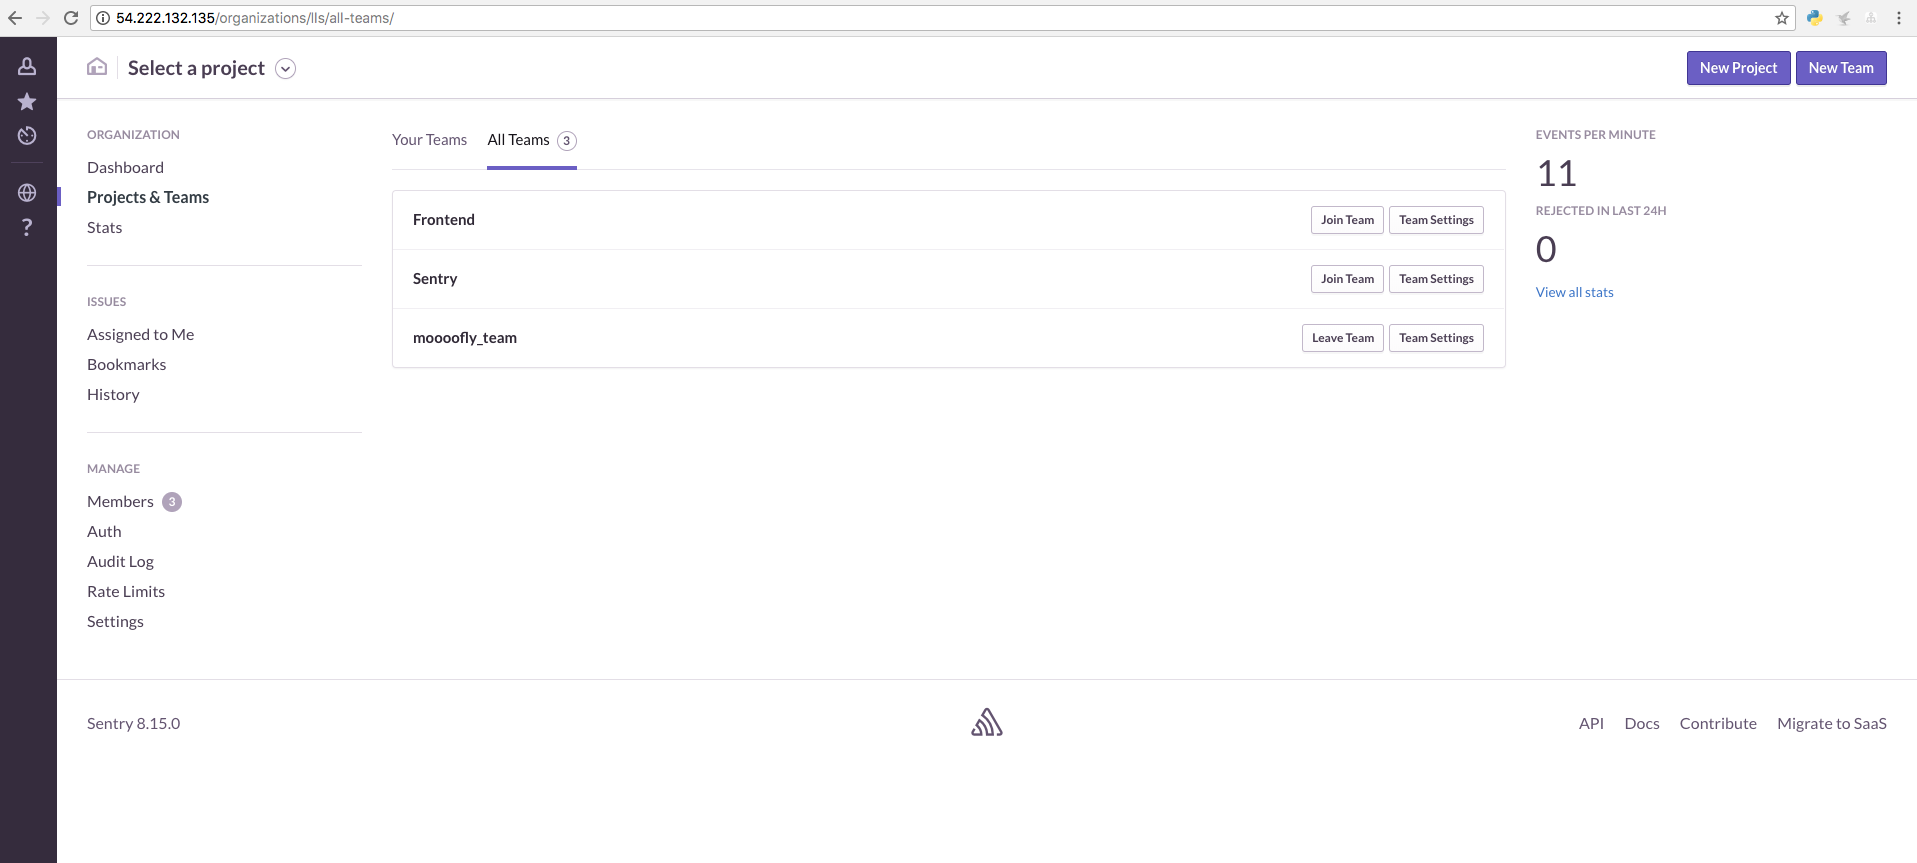 54.222.132.135/organizations/lls/all-teams/
Select a project
New Project
New Team
ORGANIZATION
Dashboard
Projects & Teams
Stats
ISSUES
Assigned to Me
Bookmarks
History
MANAGE
Members 3
Auth
Audit Log
Rate Limits
Settings
Your Teams
All Teams 3
Frontend
Join Team
Team Settings
Sentry
Join Team
Team Settings
moooofly_team
Leave Team
Team Settings
EVENTS PER MINUTE
11
REJECTED IN LAST 24H
0
View all stats
Sentry 8.15.0
API
Docs
Contribute
Migrate to SaaS